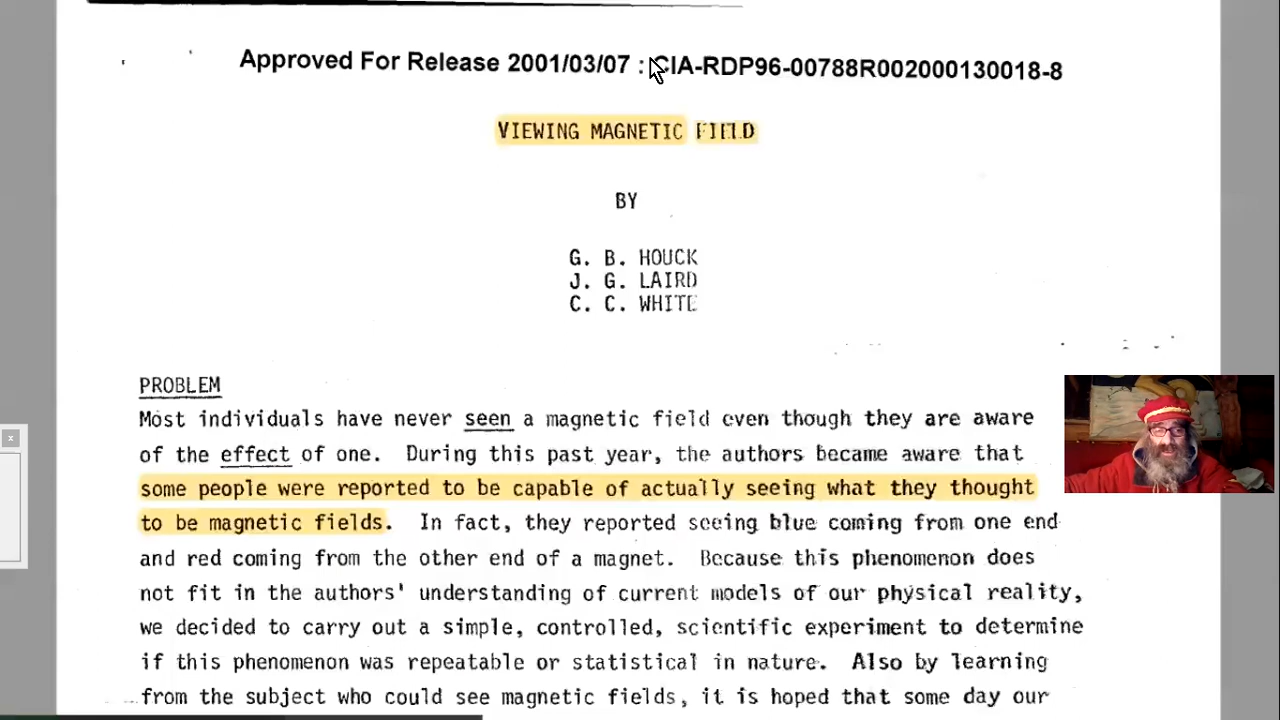 Approved For Release 2001/03/07 : CIA-RDP96-00788R002000130018-8
VIEWING MAGNETIC FIELD
BY
G. B. HOUCK
J. G. LAIRD
C. C. WHITE
PROBLEM
Most individuals have never seen a magnetic field even though they are aware
of the effect of one. During this past year, the authors became aware that
some people were reported to be capable of actually seeing what they thought
to be magnetic fields. In fact, they reported seeing blue coming from one end
and red coming from the other end of a magnet. Because this phenomenon does
not fit in the authors' understanding of current models of our physical reality,
we decided to carry out a simple, controlled, scientific experiment to determine
if this phenomenon was repeatable or statistical in nature. Also by learning
from the subject who could see magnetic fields, it is hoped that some day our
x